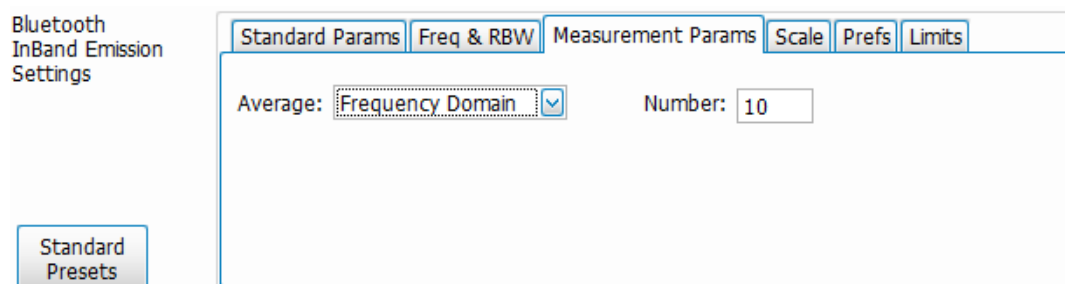 Bluetooth
InBand Emission
Settings
Standard Params Freq & RBW Measurement Params Scale Prefs Limits
Average: Frequency Domain Number: 10
Standard
Presets